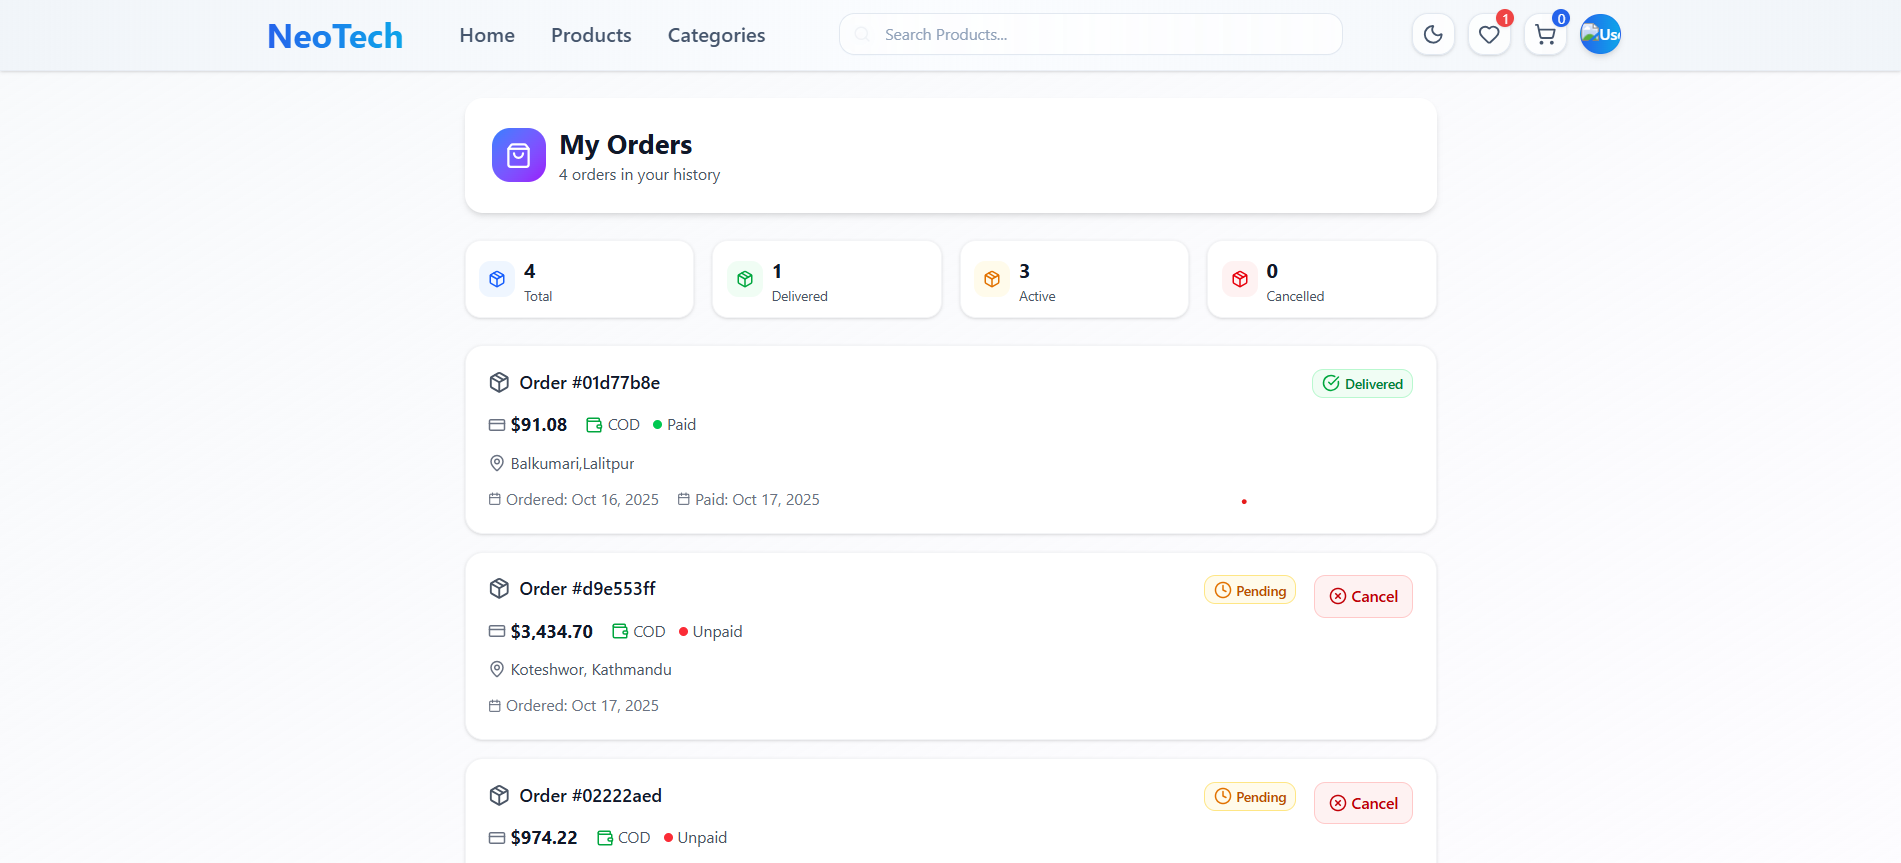 NeoTech
Home
Products
Categories
Search Products...
1
0
Us
My Orders
4 orders in your history
4
Total
1
Delivered
3
Active
0
Cancelled
Order #01d77b8e
Delivered
$91.08 COD Paid
Balkumari,Lalitpur
Ordered: Oct 16, 2025 Paid: Oct 17, 2025
Order #d9e553ff
Pending
Cancel
$3,434.70 COD Unpaid
Koteshwor, Kathmandu
Ordered: Oct 17, 2025
Order #02222aed
Pending
Cancel
$974.22 COD Unpaid